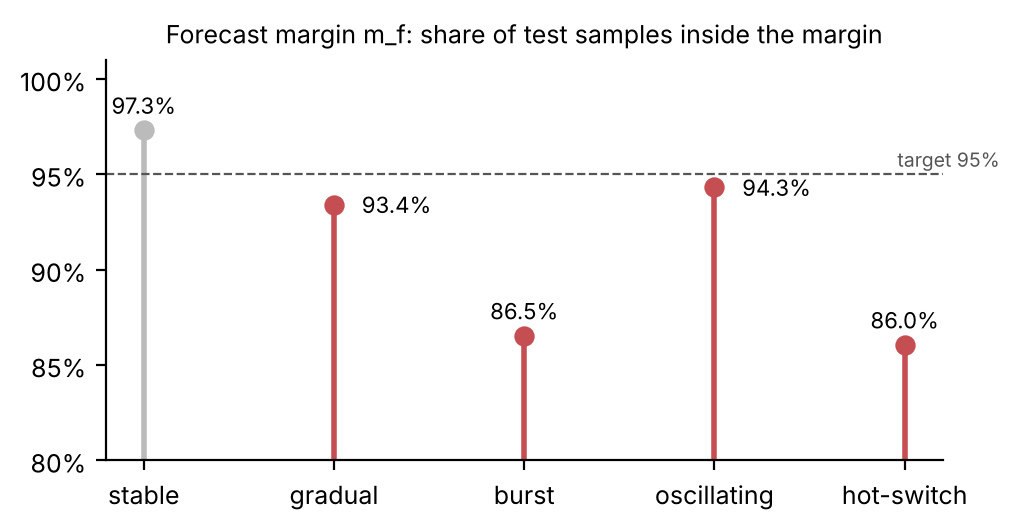 Forecast margin m_f: share of test samples inside the margin
100%
97.3%
target 95%
95%
94.3%
93.4%
90%
86.5%
86.0%
85%
80%
stable
gradual
burst
oscillating
hot-switch